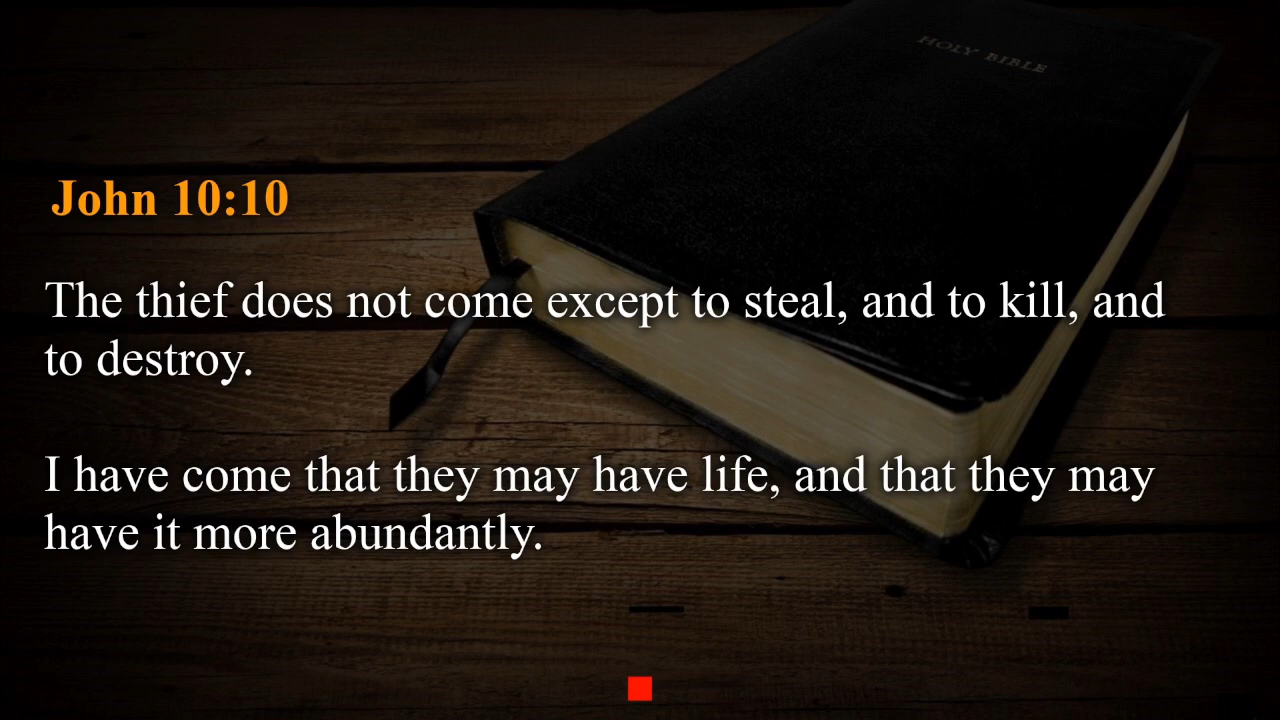 HOLY BIBLE
John 10:10
The thief does not come except to steal, and to kill, and
to destroy.
I have come that they may have life, and that they may
have it more abundantly.